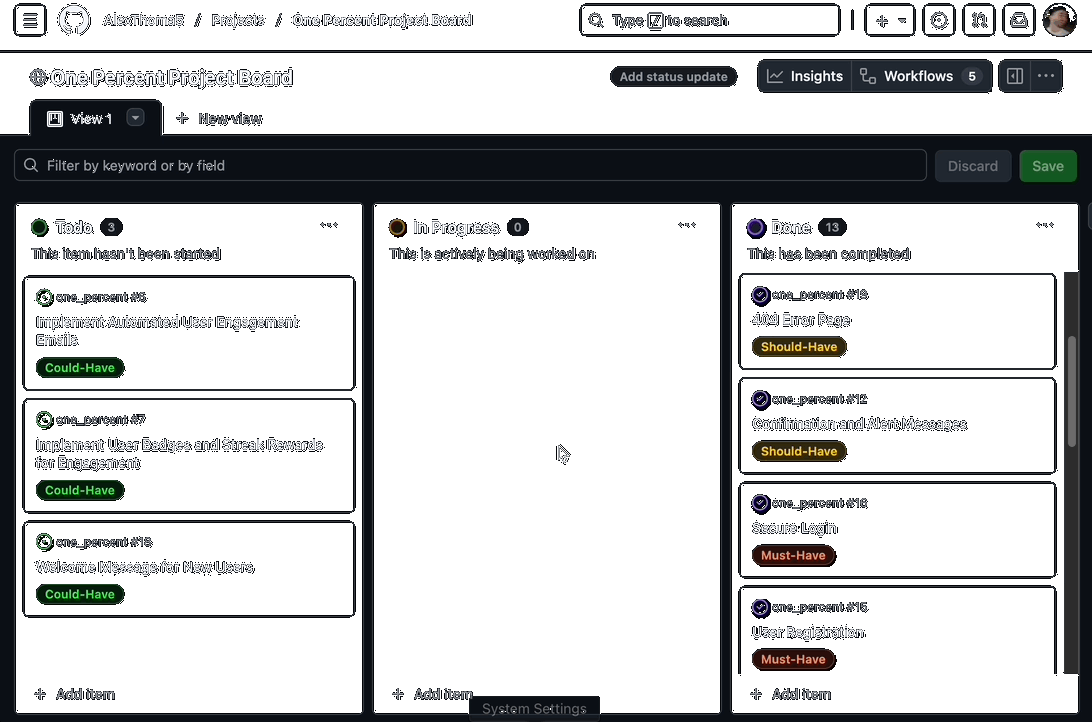 AlexThomaR / Projects / One Percent Project Board
Type / to search
One Percent Project Board
Add status update
Insights
Workflows 5
View 1
New view
Filter by keyword or by field
Discard
Save
Todo 3
This item hasn't been started
one_percent #6
Implement Automated User Engagement
Emails
Could-Have
one_percent #7
Implement User Badges and Streak Rewards
for Engagement
Could-Have
one_percent
Welcome Message for New Users
Could-Have
Add item
In Progress 0
This is actively being worked on
Add item
Done 13
This has been completed
one_percent
404 Error Page
Should-Have
one_percent #12
Confirmation and Alert Messages
Should-Have
one_percent
Secure Login
Must-Have
one_percent #15
User Registration
Must-Have
Add item
System Settings